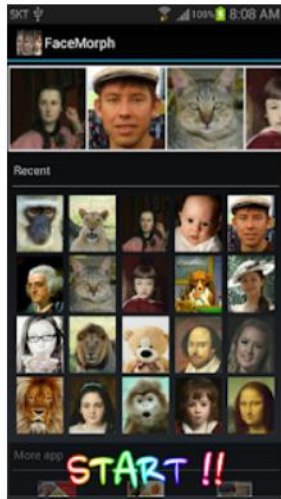 SKT 100% 8:08 AM
FaceMorph
Recent
More app
START !!